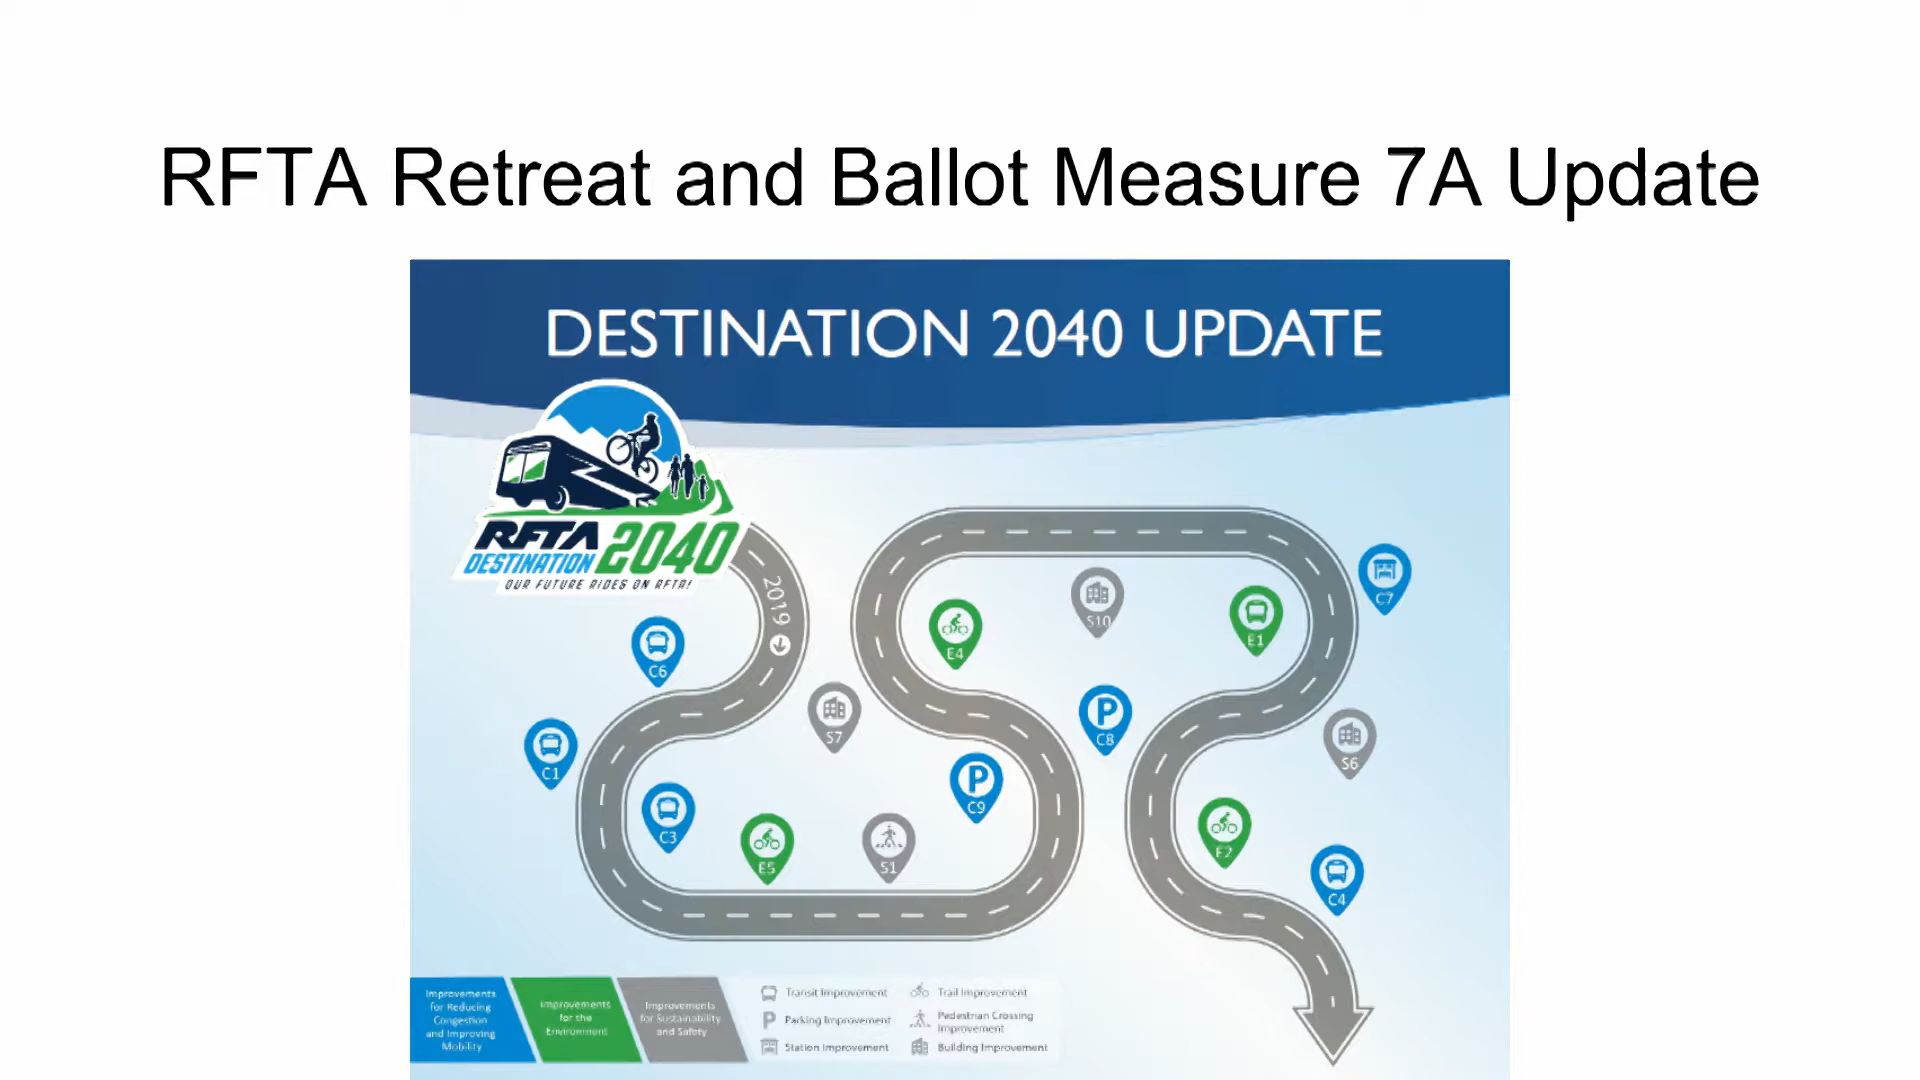 RFTA Retreat and Ballot Measure 7A Update
DESTINATION 2040 UPDATE
RFTA
DESTINATION 2040
OUR FUTURE RIDES ON RFTA!
2019
C7
S10
E4
E1
C6
S7
C8
S6
C1
C9
C3
E5
S1
E2
C4
Improvements
for Reducing
Congestion
and Improving
Mobility
Improvements
for the
Environment
Improvements
for Sustainability
and Safety
Transit Improvement
Parking Improvement
Station Improvement
Trail Improvement
Pedestrian Crossing
Improvement
Building Improvement